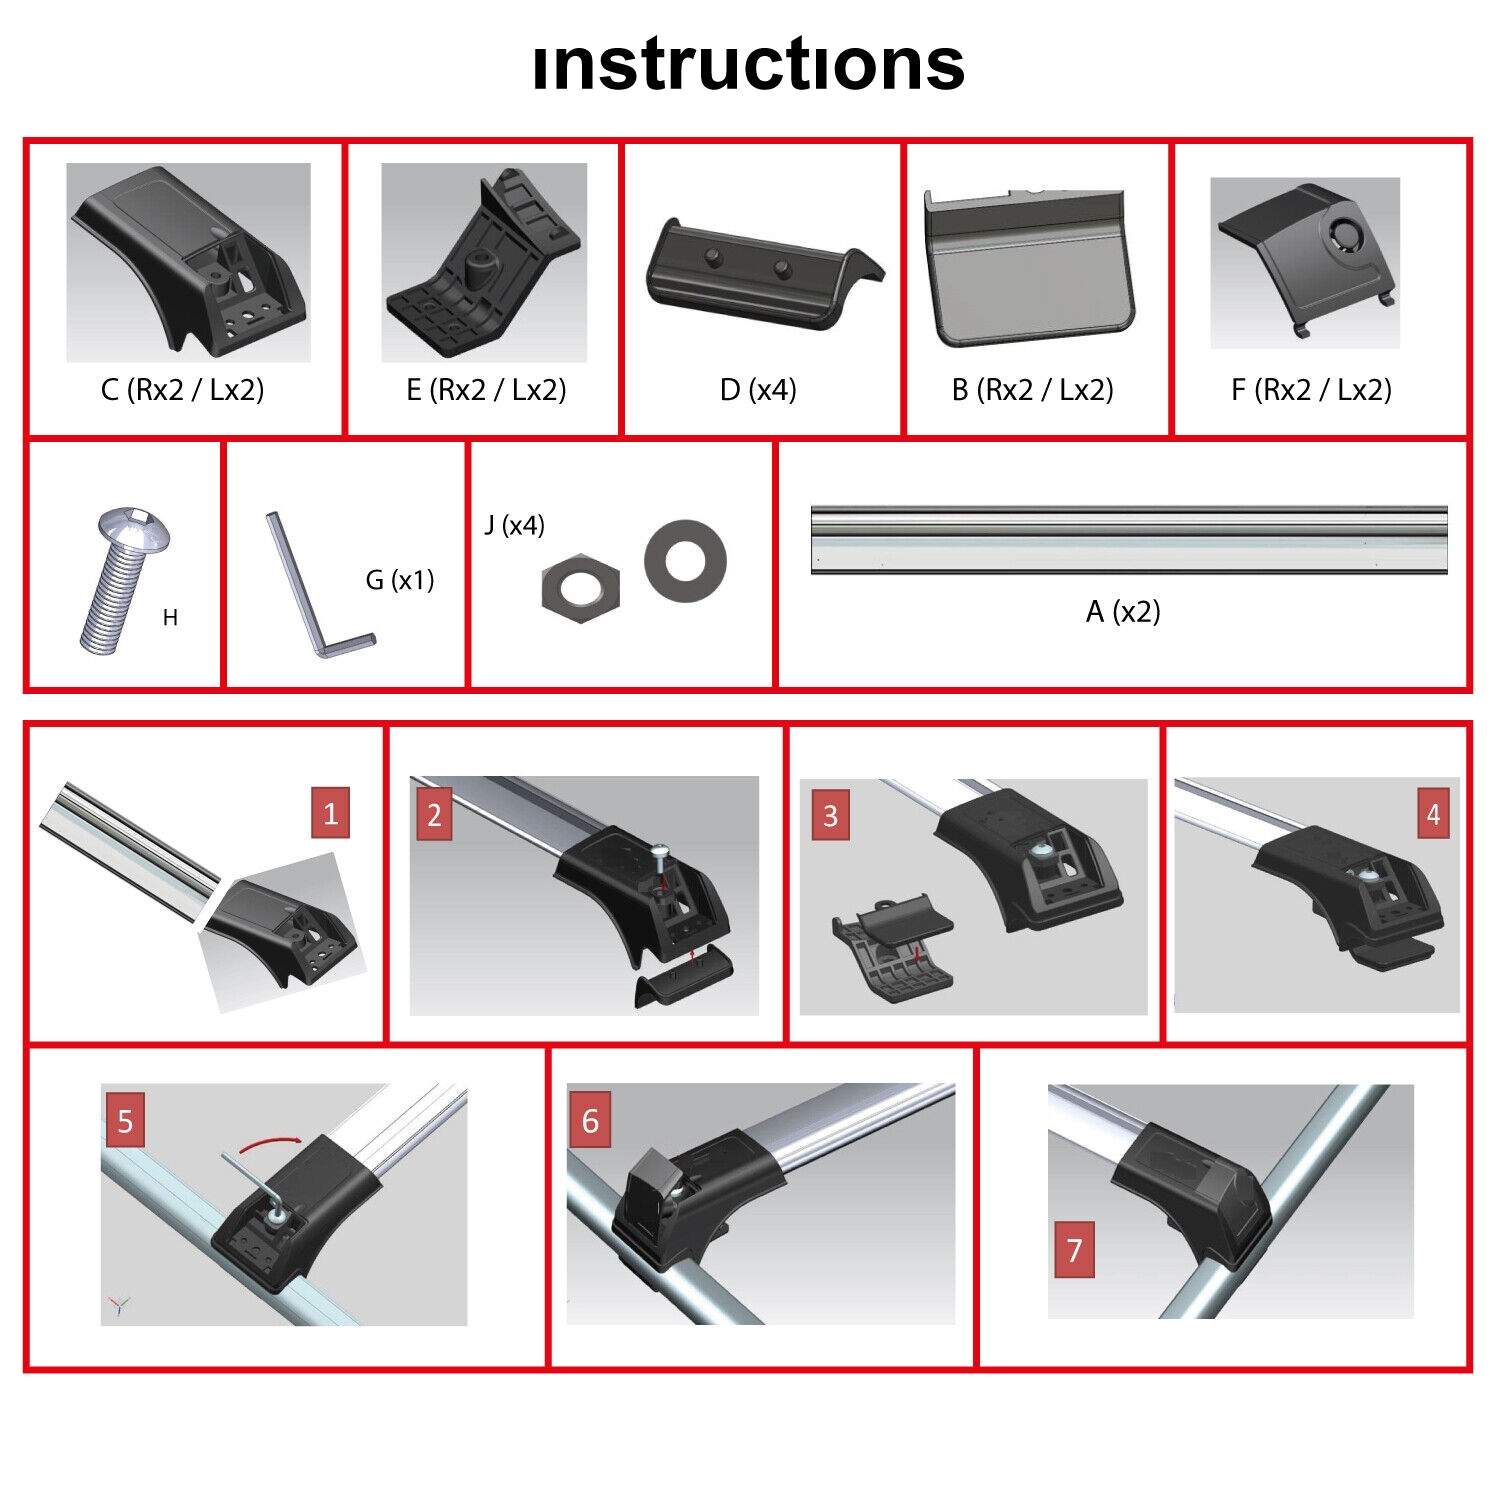 ınstructıons
C (Rx2 / Lx2)
E (Rx2 / Lx2)
D (x4)
B (Rx2 / Lx2)
F (Rx2 / Lx2)
H
G (x1)
J (x4)
A (x2)
1
2
3
4
5
6
7